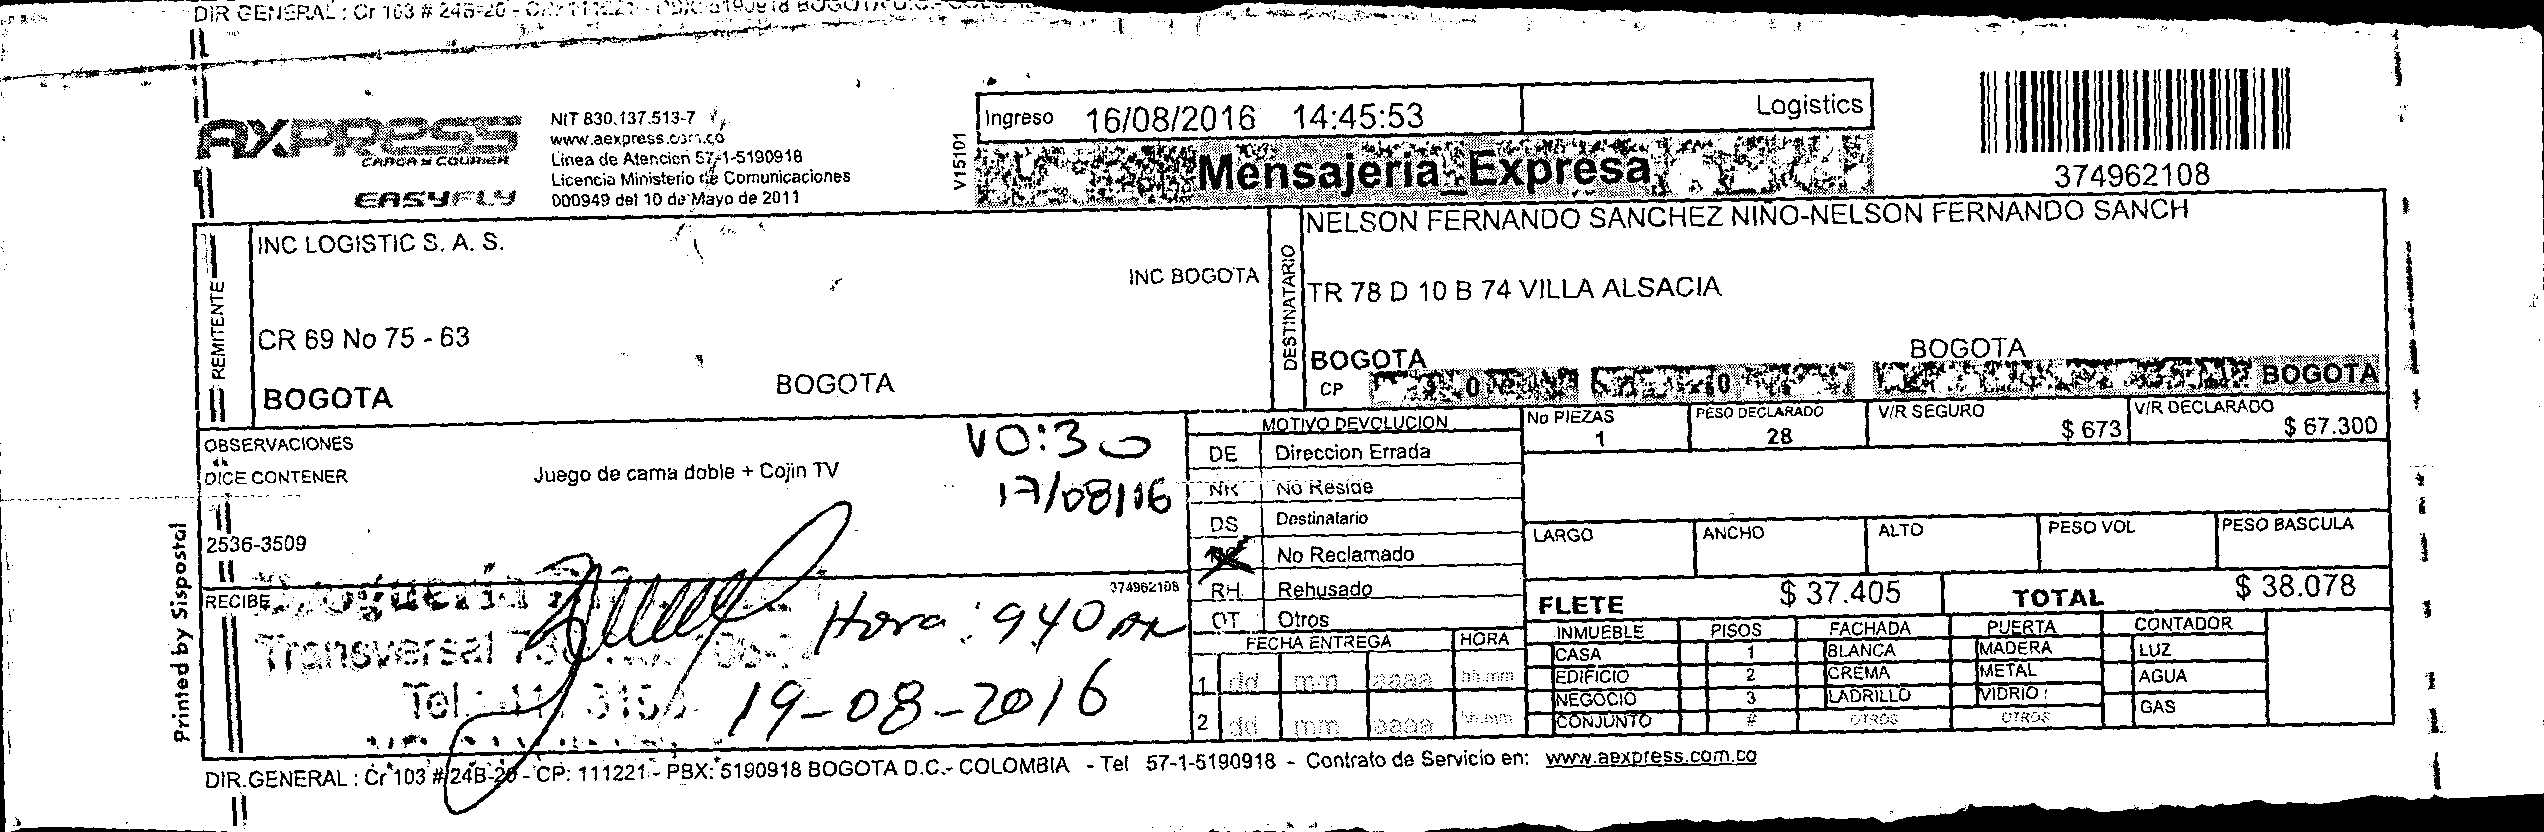 DIR GENERAL : Cr 103 # 24B-20 -
AXPRESS
CARGA & COURIER
EASYFLY
NIT 830.137.513-7
www.aexpress.com.co
Linea de Atencion 57-1-5190918
Licencia Ministerio de Comunicaciones
000949 del 10 de Mayo de 2011
V15101
Ingreso 16/08/2016 14:45:53 Logistics
Mensajeria Expresa
374962108
REMITENTE
INC LOGISTIC S. A. S.
INC BOGOTA
CR 69 No 75 - 63
BOGOTA BOGOTA
DESTINATARIO
NELSON FERNANDO SANCHEZ NIÑO-NELSON FERNANDO SANCH
TR 78 D 10 B 74 VILLA ALSACIA
BOGOTA BOGOTA
CP BOGOTA
OBSERVACIONES
DICE CONTENER Juego de cama doble + Cojin TV
VO:30
17/08/16
2536-3509
374962108
RECIBE
Transversal
Tel.
Hora : 940 am
19-08-2016
MOTIVO DEVOLUCION
DE Direccion Errada
NR No Reside
DS Destinatario
No Reclamado
RH Rehusado
OT Otros
FECHA ENTREGA HORA
1 dd mm aaaa hh:mm
2 dd mm aaaa hh:mm
No PIEZAS PESO DECLARADO V/R SEGURO V/R DECLARADO
1 28 $ 673 $ 67.300
LARGO ANCHO ALTO PESO VOL PESO BASCULA
FLETE $ 37.405 TOTAL $ 38.078
INMUEBLE PISOS FACHADA PUERTA CONTADOR
CASA 1 BLANCA MADERA LUZ
EDIFICIO 2 CREMA METAL AGUA
NEGOCIO 3 LADRILLO VIDRIO GAS
CONJUNTO # OTROS OTROS
Printed by Sispostal
DIR.GENERAL : Cr 103 # 24B-20 - CP: 111221 - PBX: 5190918 BOGOTA D.C.- COLOMBIA - Tel 57-1-5190918 - Contrato de Servicio en: www.aexpress.com.co